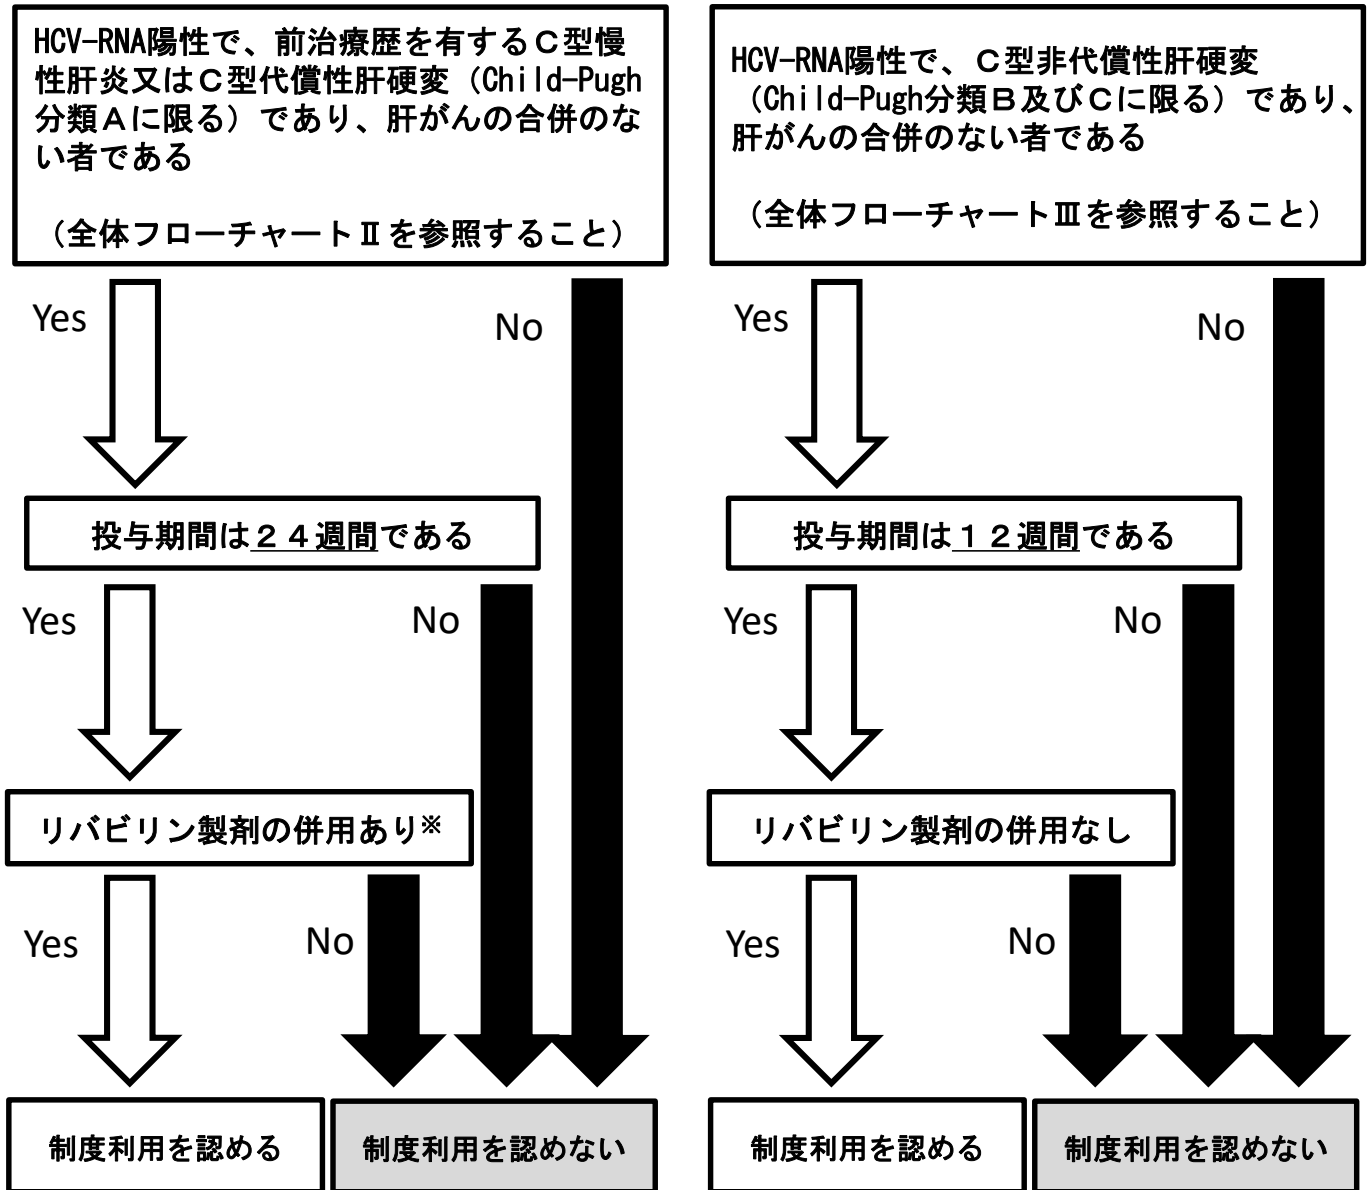 HCV-RNA陽性で、前治療歴を有するC型慢
性肝炎又はC型代償性肝硬変（Child-Pugh
分類Aに限る）であり、肝がんの合併のな
い者である
（全体フローチャートⅡを参照すること）
Yes
No
投与期間は２４週間である
Yes
No
リバビリン製剤の併用あり※
Yes
No
制度利用を認める
制度利用を認めない
HCV-RNA陽性で、C型非代償性肝硬変
（Child-Pugh分類B及びCに限る）であり、
肝がんの合併のない者である
（全体フローチャートⅢを参照すること）
Yes
No
投与期間は１２週間である
Yes
No
リバビリン製剤の併用なし
Yes
No
制度利用を認める
制度利用を認めない